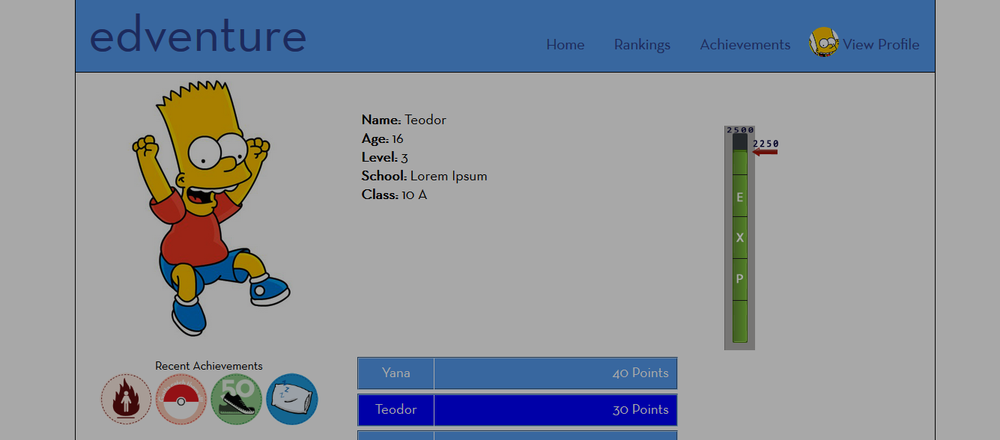 edventure
Home Rankings Achievements View Profile
Name: Teodor
Age: 16
Level: 3
School: Lorem Ipsum
Class: 10 A
2500
2250
E
X
P
Recent Achievements
50
Yana 40 Points
Teodor 30 Points